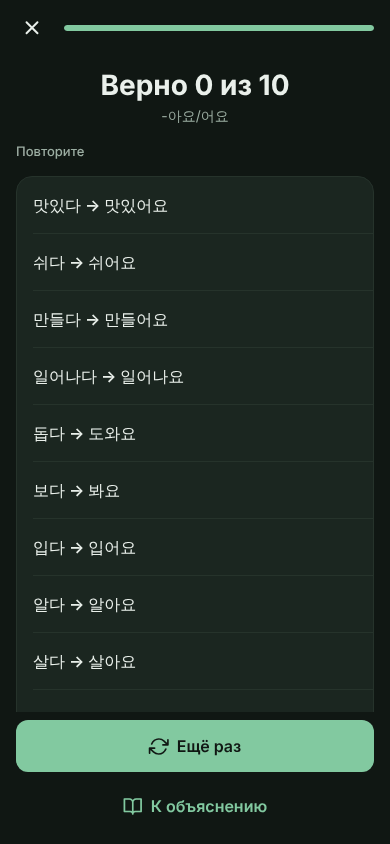 Верно 0 из 10
-아요/어요
Повторите
맛있다 → 맛있어요
쉬다 → 쉬어요
만들다 → 만들어요
일어나다 → 일어나요
돕다 → 도와요
보다 → 봐요
입다 → 입어요
알다 → 알아요
살다 → 살아요
Ещё раз
К объяснению